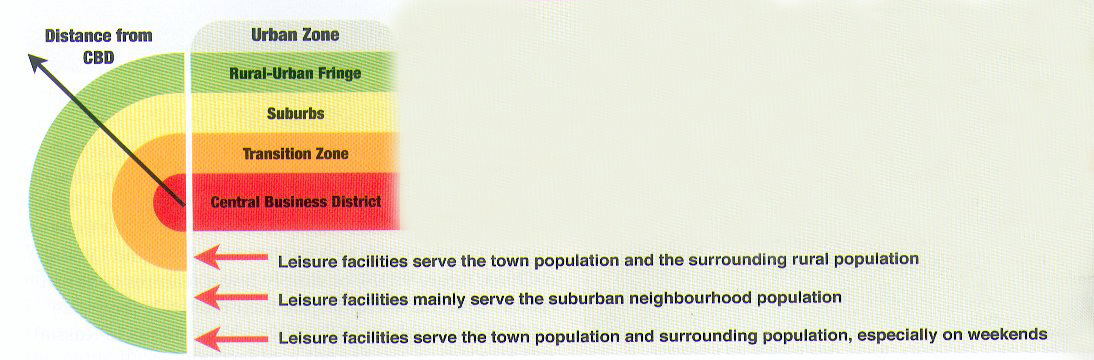 Distance from
CBD
Urban Zone
Rural-Urban Fringe
Suburbs
Transition Zone
Central Business District
Leisure facilities serve the town population and the surrounding rural population
Leisure facilities mainly serve the suburban neighbourhood population
Leisure facilities serve the town population and surrounding population, especially on weekends